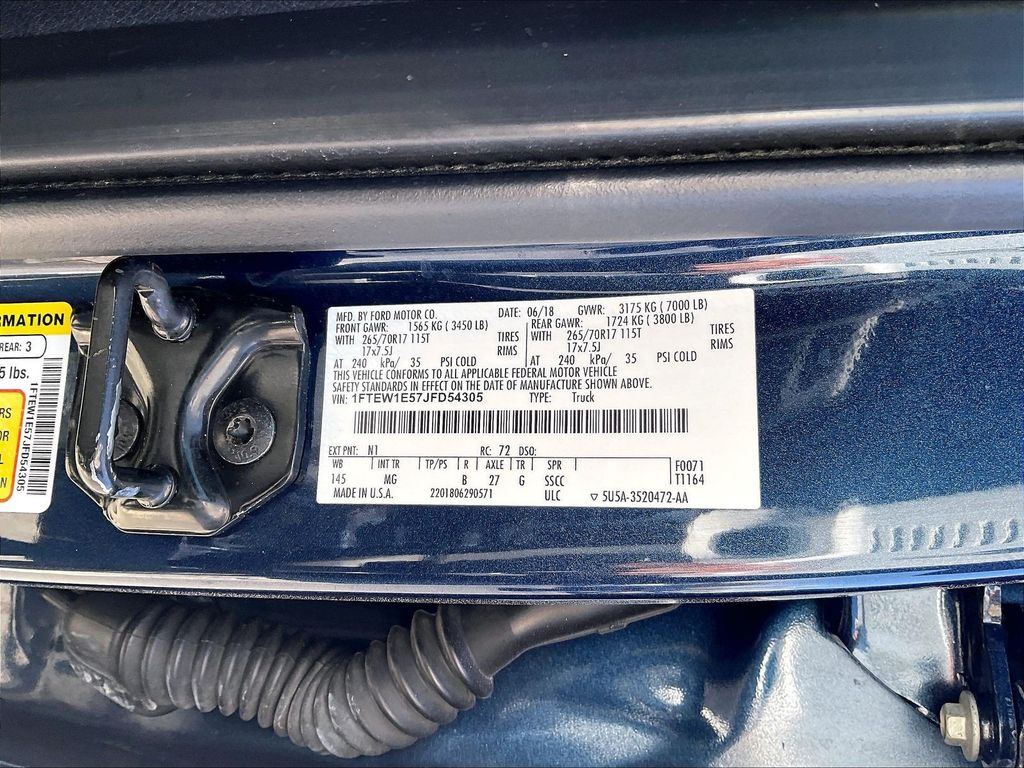 MFD. BY FORD MOTOR CO. DATE: 06/18 GVWR: 3175 KG ( 7000 LB)
FRONT GAWR: 1565 KG ( 3450 LB) REAR GAWR: 1724 KG ( 3800 LB)
WITH 265/70R17 115T TIRES WITH 265/70R17 115T TIRES
17x7.5J RIMS 17x7.5J RIMS
AT 240 kPa/ 35 PSI COLD AT 240 kPa/ 35 PSI COLD
THIS VEHICLE CONFORMS TO ALL APPLICABLE FEDERAL MOTOR VEHICLE
SAFETY STANDARDS IN EFFECT ON THE DATE OF MANUFACTURE SHOWN ABOVE.
VIN: 1FTEW1E57JFD54305 TYPE: Truck
EXT PNT: N1 RC: 72 DSO:
WB INT TR TP/PS R AXLE TR SPR F0071
145 MG B 27 G SSCC T1164
MADE IN U.S.A. 2201806290571 ULC ▽ 5U5A-3520472-AA
RMATION
REAR: 3
5 lbs.
RS
OR
L
ON
1FTEW1E57JFD54305